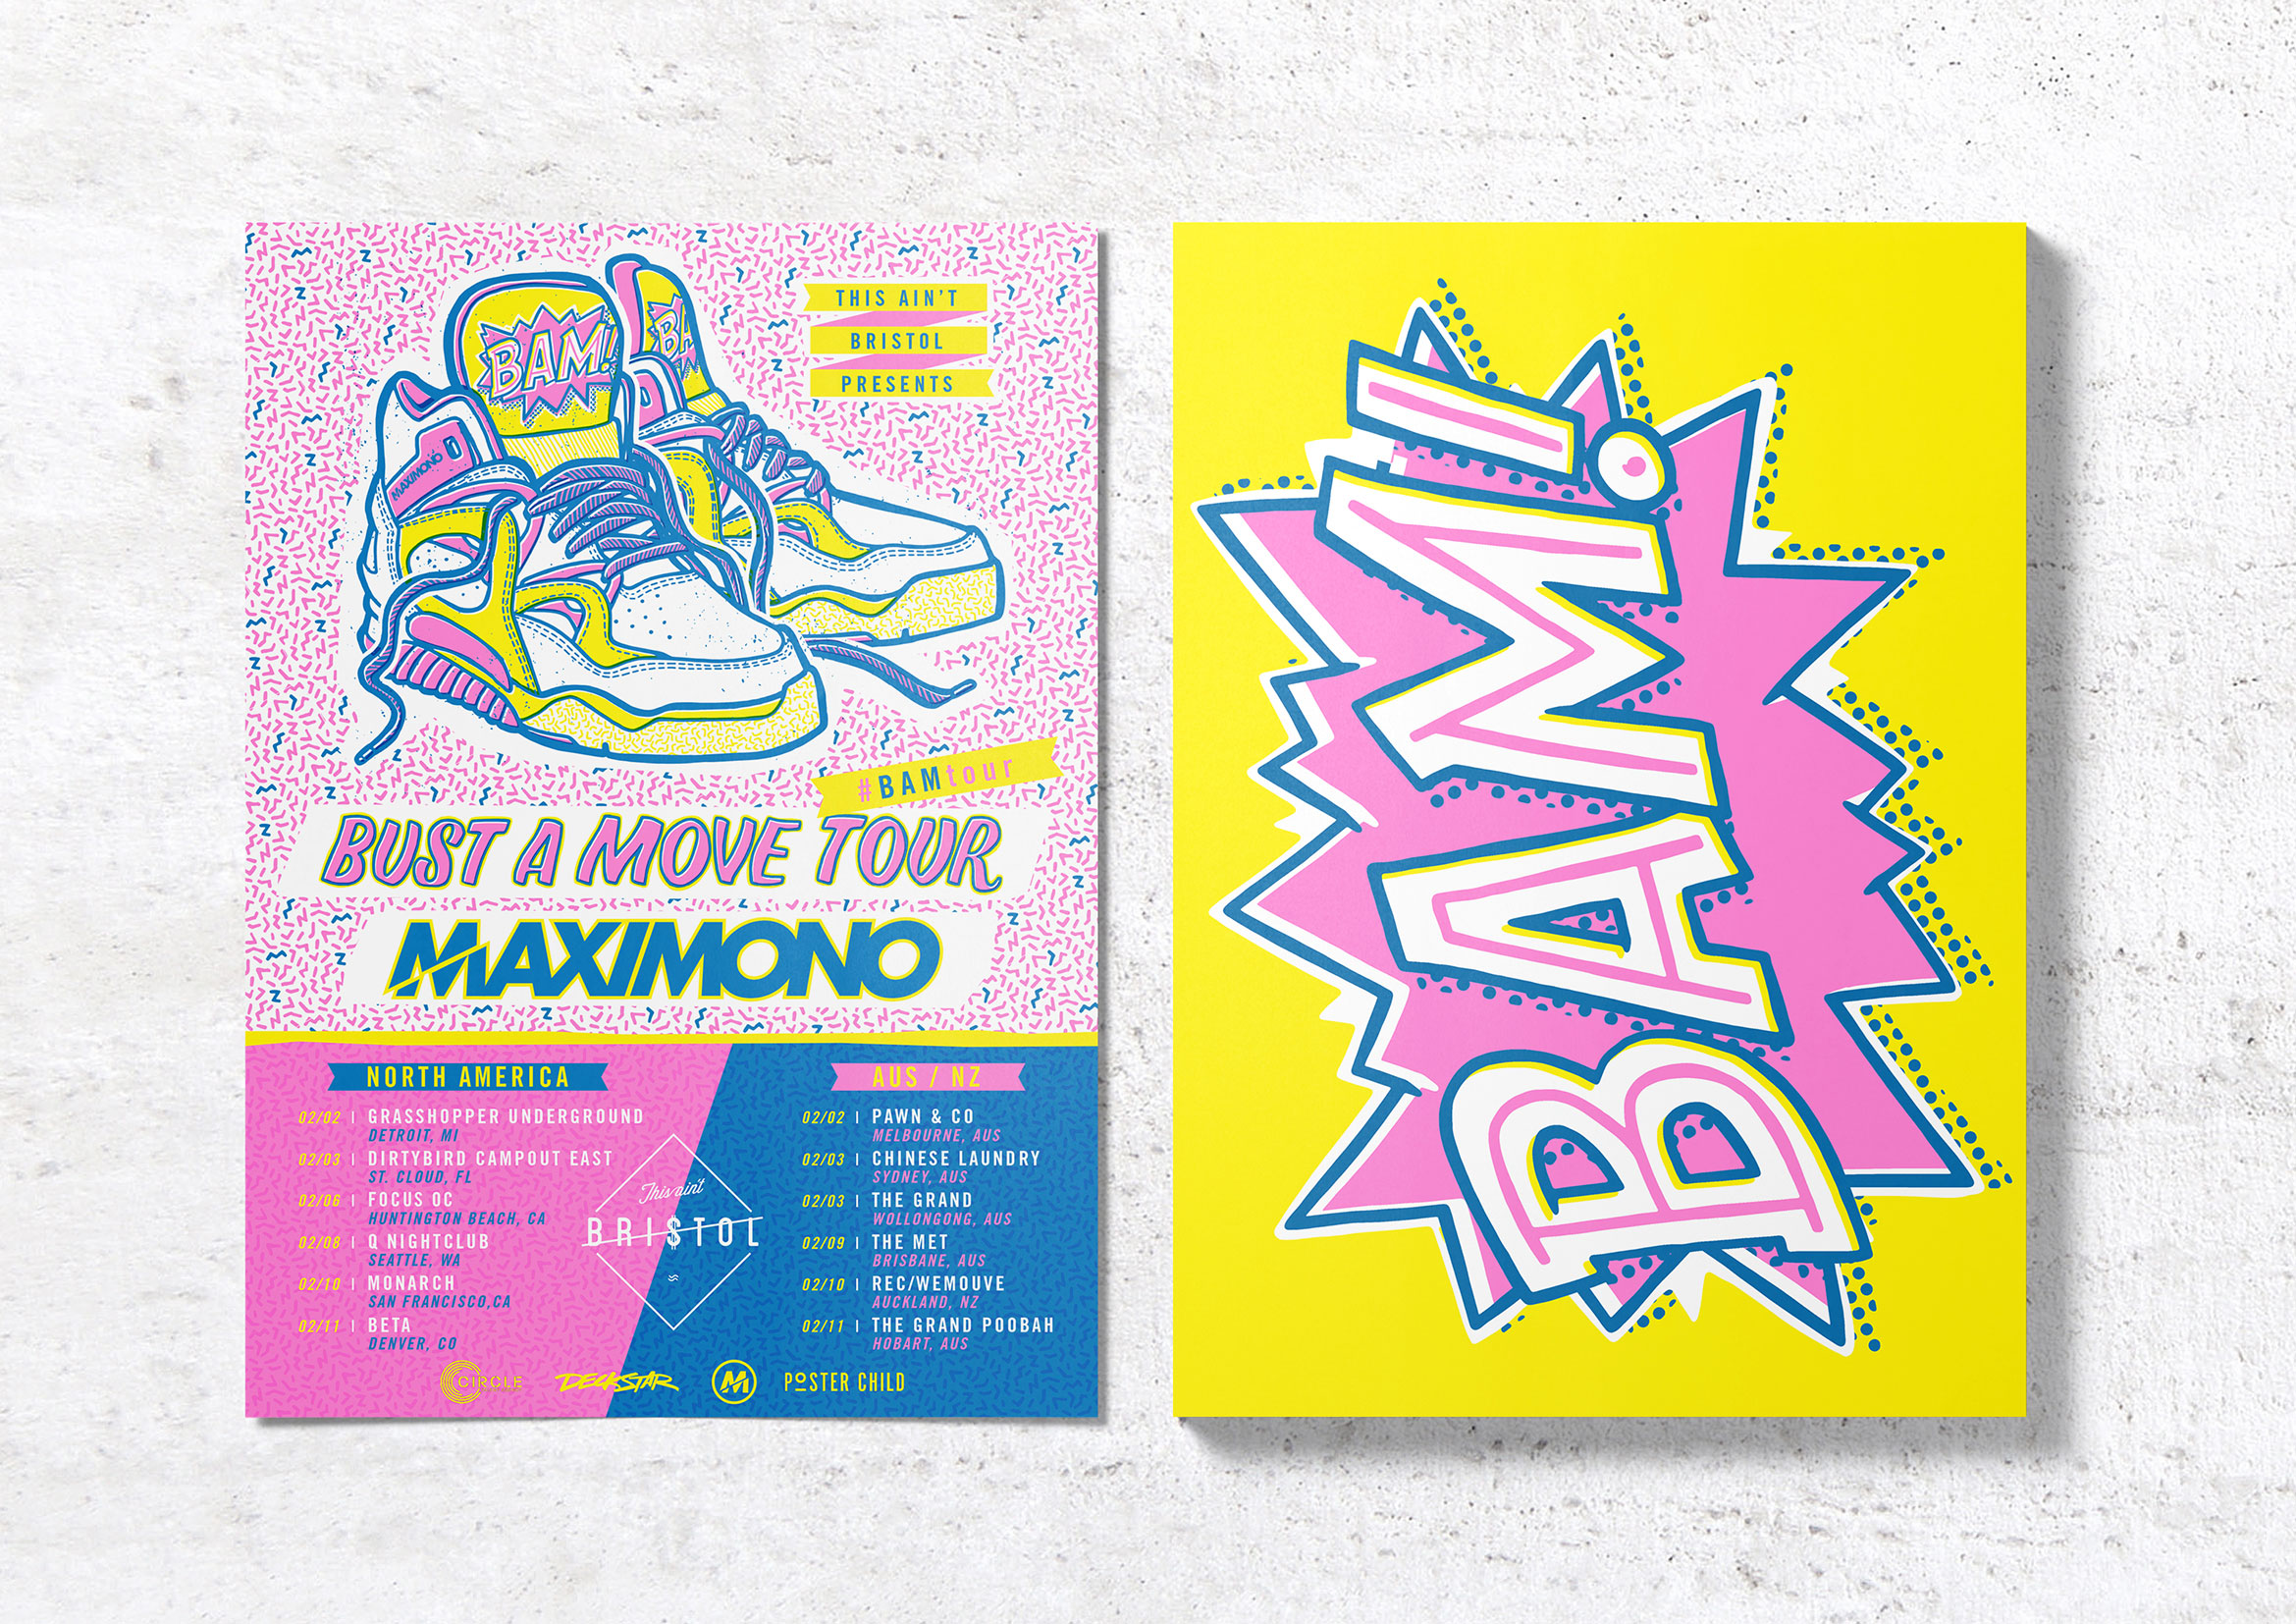 BAM!
BA
MAXIMONO
THIS AIN'T
BRISTOL
PRESENTS
#BAMtour
BUST A MOVE TOUR
MAXIMONO
NORTH AMERICA
02/02 | GRASSHOPPER UNDERGROUND
DETROIT, MI
02/03 | DIRTYBIRD CAMPOUT EAST
ST. CLOUD, FL
02/06 | FOCUS OC
HUNTINGTON BEACH, CA
02/08 | Q NIGHTCLUB
SEATTLE, WA
02/10 | MONARCH
SAN FRANCISCO,CA
02/11 | BETA
DENVER, CO
This ain't
BRI$TOL
AUS / NZ
02/02 | PAWN & CO
MELBOURNE, AUS
02/03 | CHINESE LAUNDRY
SYDNEY, AUS
02/03 | THE GRAND
WOLLONGONG, AUS
02/09 | THE MET
BRISBANE, AUS
02/10 | REC/WEMOUVE
AUCKLAND, NZ
02/11 | THE GRAND POOBAH
HOBART, AUS
CIRCLE
DECKSTAR
M
POSTER CHILD
BAM!